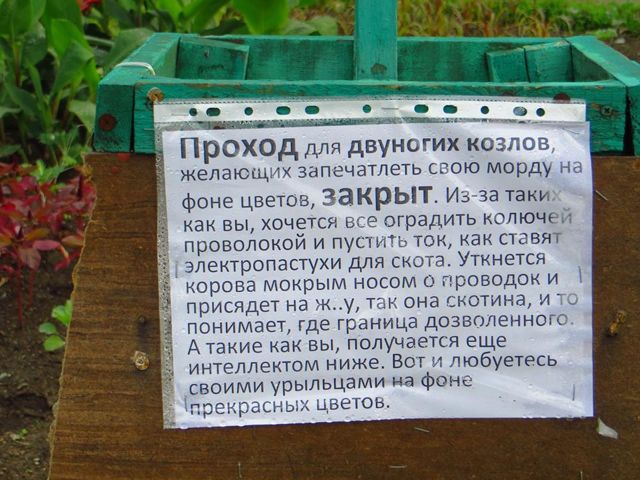 Проход для двуногих козлов,
желающих запечатлеть свою морду на
фоне цветов, закрыт. Из-за таких
как вы, хочется все оградить колючей
проволокой и пустить ток, как ставят
электропастухи для скота. Уткнется
корова мокрым носом о проводок и
присядет на ж..у, так она скотина, и то
понимает, где граница дозволенного.
А такие как вы, получается еще
интеллектом ниже. Вот и любуетесь
своими урыльцами на фоне
прекрасных цветов.